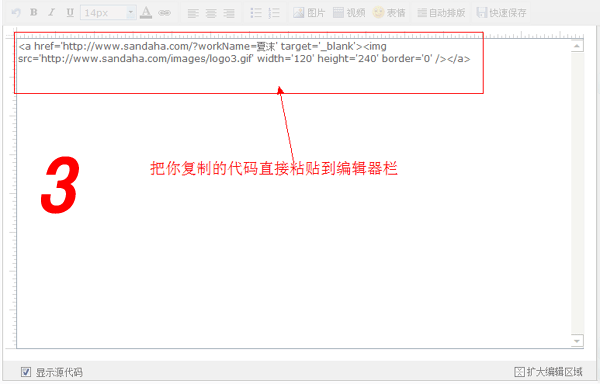 B I U 14px A 图片 视频 表情 自动排版 快速保存
<a href='http://www.sandaha.com/?workName=夏沫' target='_blank'><img
src='http://www.sandaha.com/images/logo3.gif' width='120' height='240' border='0' /></a>
把你复制的代码直接粘贴到编辑器栏
3
显示源代码 扩大编辑区域